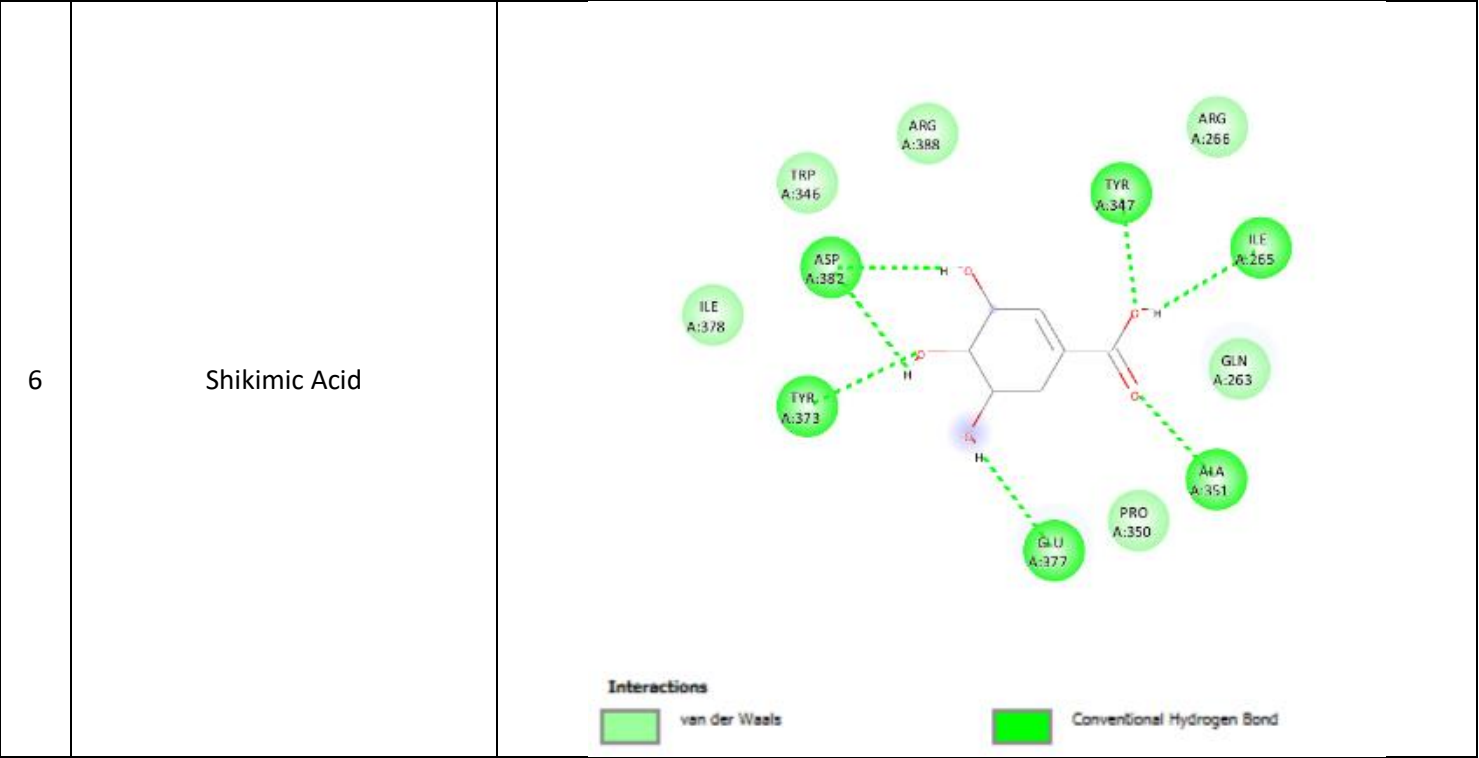 6
Shikimic Acid
ARG
A:388
ARG
A:266
TRP
A:346
TYR
A:347
ILE
A:265
ASP
A:382
H
O
ILE
A:378
O
H
O
H
GLN
A:263
TYR
A:373
O
O
H
ALA
A:351
PRO
A:350
GLU
A:377
Interactions
van der Waals
Conventional Hydrogen Bond